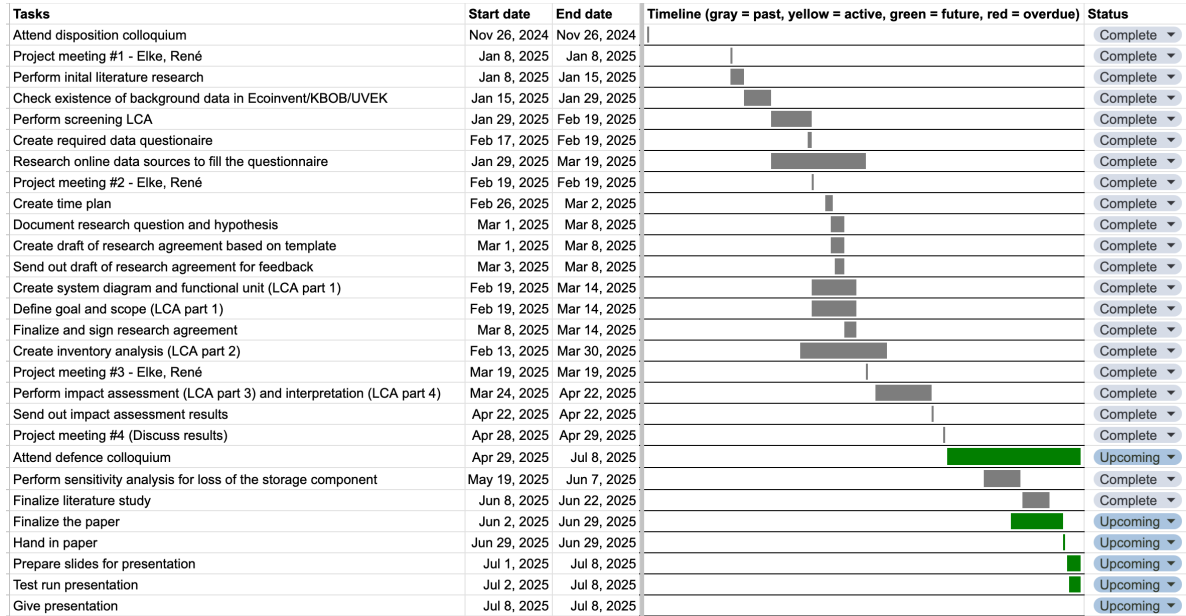 Tasks Start date End date Timeline (gray = past, yellow = active, green = future, red = overdue) Status
Attend disposition colloquium Nov 26, 2024 Nov 26, 2024 Complete
Project meeting #1 - Elke, René Jan 8, 2025 Jan 8, 2025 Complete
Perform inital literature research Jan 8, 2025 Jan 15, 2025 Complete
Check existence of background data in Ecoinvent/KBOB/UVEK Jan 15, 2025 Jan 29, 2025 Complete
Perform screening LCA Jan 29, 2025 Feb 19, 2025 Complete
Create required data questionaire Feb 17, 2025 Feb 19, 2025 Complete
Research online data sources to fill the questionnaire Jan 29, 2025 Mar 19, 2025 Complete
Project meeting #2 - Elke, René Feb 19, 2025 Feb 19, 2025 Complete
Create time plan Feb 26, 2025 Mar 2, 2025 Complete
Document research question and hypothesis Mar 1, 2025 Mar 8, 2025 Complete
Create draft of research agreement based on template Mar 1, 2025 Mar 8, 2025 Complete
Send out draft of research agreement for feedback Mar 3, 2025 Mar 8, 2025 Complete
Create system diagram and functional unit (LCA part 1) Feb 19, 2025 Mar 14, 2025 Complete
Define goal and scope (LCA part 1) Feb 19, 2025 Mar 14, 2025 Complete
Finalize and sign research agreement Mar 8, 2025 Mar 14, 2025 Complete
Create inventory analysis (LCA part 2) Feb 13, 2025 Mar 30, 2025 Complete
Project meeting #3 - Elke, René Mar 19, 2025 Mar 19, 2025 Complete
Perform impact assessment (LCA part 3) and interpretation (LCA part 4) Mar 24, 2025 Apr 22, 2025 Complete
Send out impact assessment results Apr 22, 2025 Apr 22, 2025 Complete
Project meeting #4 (Discuss results) Apr 28, 2025 Apr 29, 2025 Complete
Attend defence colloquium Apr 29, 2025 Jul 8, 2025 Upcoming
Perform sensitivity analysis for loss of the storage component May 19, 2025 Jun 7, 2025 Complete
Finalize literature study Jun 8, 2025 Jun 22, 2025 Complete
Finalize the paper Jun 2, 2025 Jun 29, 2025 Upcoming
Hand in paper Jun 29, 2025 Jun 29, 2025 Upcoming
Prepare slides for presentation Jul 1, 2025 Jul 8, 2025 Upcoming
Test run presentation Jul 2, 2025 Jul 8, 2025 Upcoming
Give presentation Jul 8, 2025 Jul 8, 2025 Upcoming